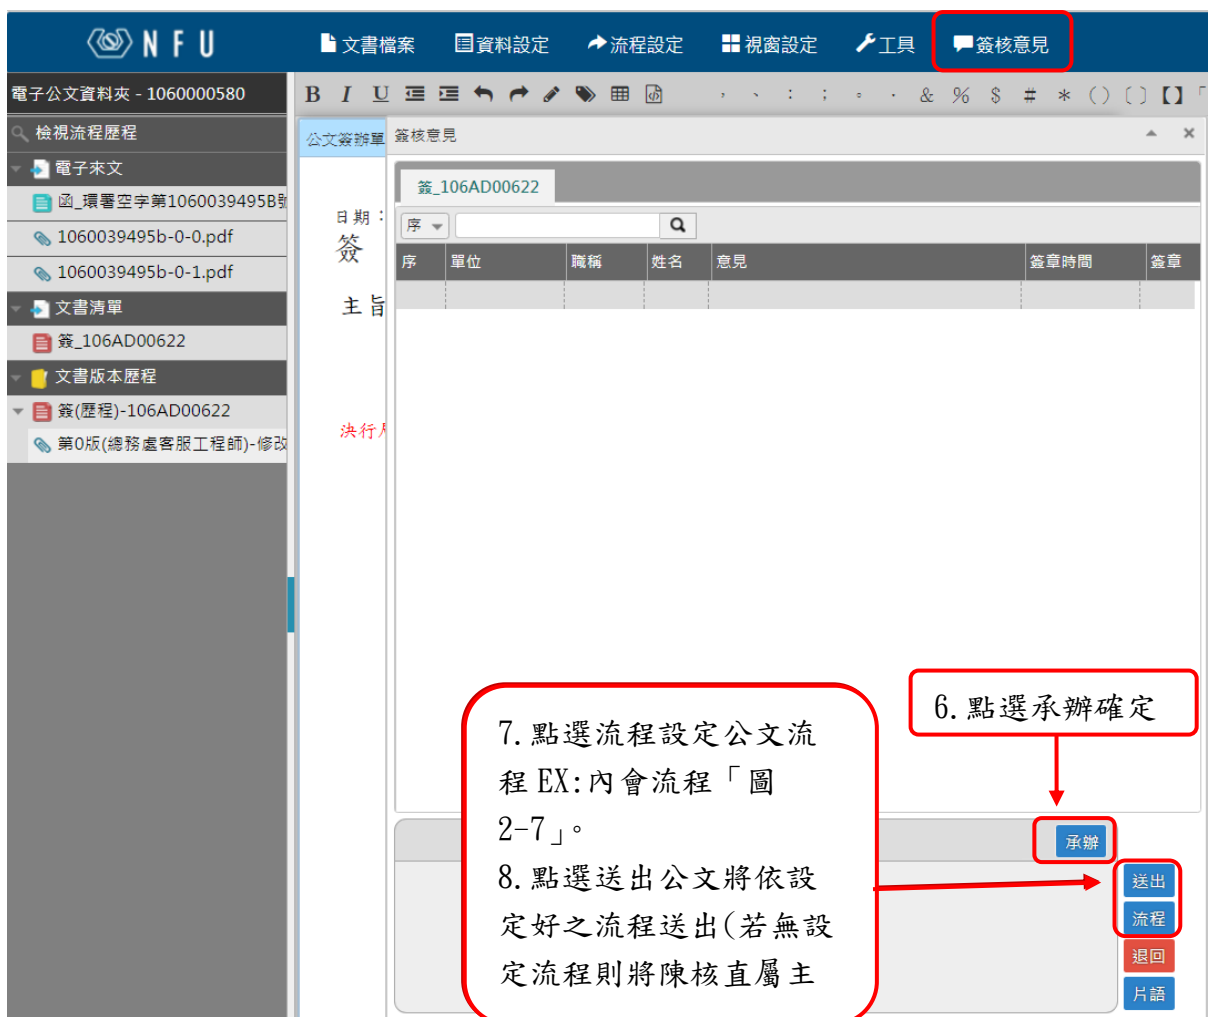 NFU
文書檔案 資料設定 流程設定 視窗設定 工具 簽核意見
電子公文資料夾 - 1060000580
B I U , 、 : ; 。 · & % $ # * () 〔〕 【】 「
檢視流程歷程
電子來文
函_環署空字第1060039495B號
1060039495b-0-0.pdf
1060039495b-0-1.pdf
文書清單
簽_106AD00622
文書版本歷程
簽(歷程)-106AD00622
第0版(總務處客服工程師)-修改
公文簽辦單
日期：
簽
主旨
決行
簽核意見
簽_106AD00622
序
序 單位 職稱 姓名 意見 簽章時間 簽章
6.點選承辦確定
7.點選流程設定公文流
程 EX:內會流程「圖
2-7」。
8.點選送出公文將依設
定好之流程送出(若無設
定流程則將陳核直屬主
承辦
送出
流程
退回
片語